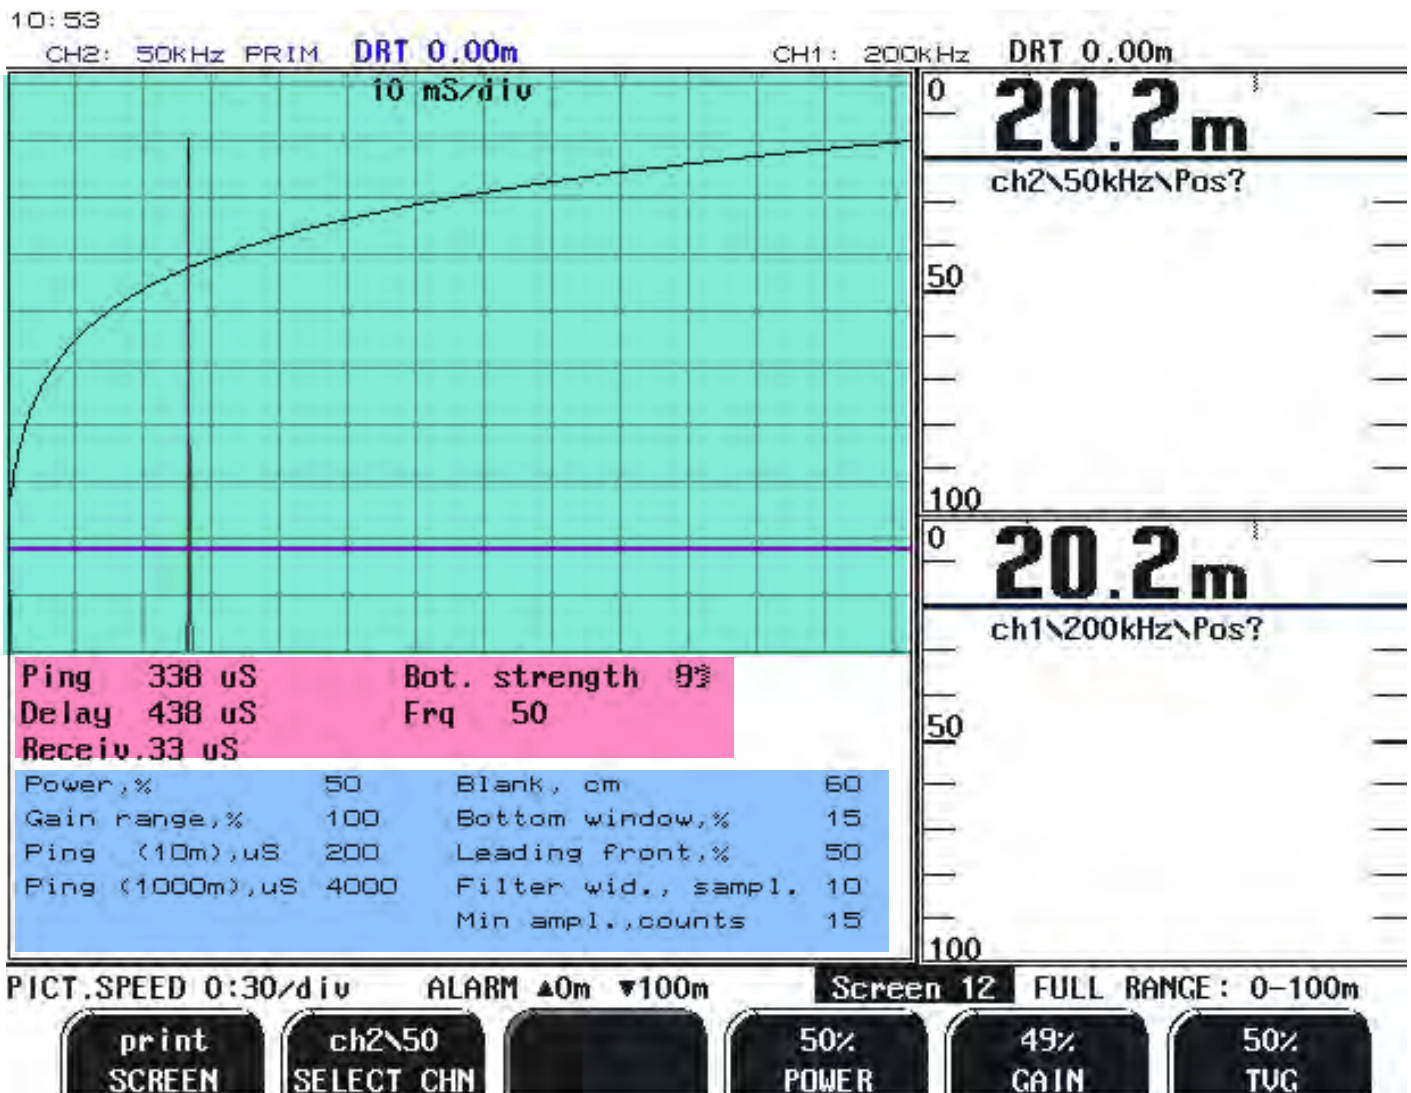 10:53
CH2: 50KHz PRIM DRT 0.00m CH1: 200KHz DRT 0.00m
10 mS/div
0
20.2m
ch2\50kHz\Pos?
50
100
0
20.2m
ch1\200kHz\Pos?
50
100
Ping 338 uS Bot. strength
Delay 438 uS Frq 50
Receiv.33 uS
Power,% 50 Blank, cm 60
Gain range,% 100 Bottom window,% 15
Ping (10m),uS 200 Leading front,% 50
Ping (1000m),uS 4000 Filter wid., sampl. 10
Min ampl.,counts 15
PICT.SPEED 0:30/div ALARM ▲0m ▼100m Screen 12 FULL RANGE: 0-100m
print SCREEN
ch2\50 SELECT CHN
50% POWER
49% GAIN
50% TVG